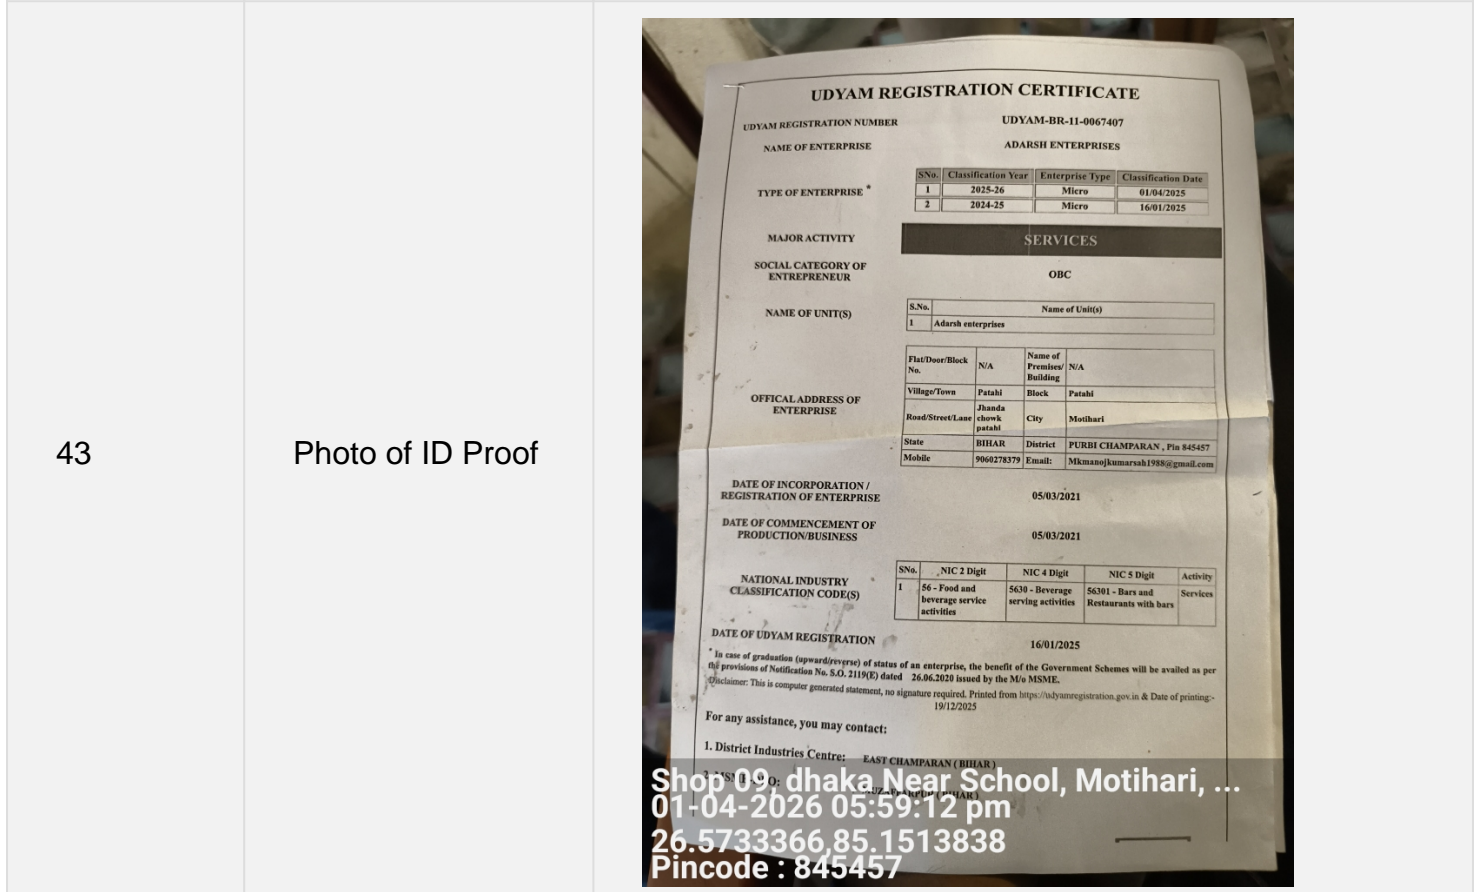 43
Photo of ID Proof
UDYAM REGISTRATION CERTIFICATE
UDYAM REGISTRATION NUMBER UDYAM-BR-11-0067407
NAME OF ENTERPRISE ADARSH ENTERPRISES
TYPE OF ENTERPRISE *
SNo. Classification Year Enterprise Type Classification Date
1 2025-26 Micro 01/04/2025
2 2024-25 Micro 16/01/2025
MAJOR ACTIVITY SERVICES
SOCIAL CATEGORY OF
ENTREPRENEUR
OBC
NAME OF UNIT(S)
S.No. Name of Unit(s)
1 Adarsh enterprises
OFFICAL ADDRESS OF
ENTERPRISE
Flat/Door/Block
No.
N/A
Name of
Premises/
Building
N/A
Village/Town Patahi Block Patahi
Road/Street/Lane
Jhanda
chowk
patahi
City Motihari
State BIHAR District PURBI CHAMPARAN , Pin 845457
Mobile 9060278379 Email: Mkmanojkumarsah1988@gmail.com
DATE OF INCORPORATION /
REGISTRATION OF ENTERPRISE
05/03/2021
DATE OF COMMENCEMENT OF
PRODUCTION/BUSINESS
05/03/2021
NATIONAL INDUSTRY
CLASSIFICATION CODE(S)
SNo. NIC 2 Digit NIC 4 Digit NIC 5 Digit Activity
1
56 - Food and
beverage service
activities
5630 - Beverage
serving activities
56301 - Bars and
Restaurants with bars
Services
DATE OF UDYAM REGISTRATION 16/01/2025
* In case of graduation (upward/reverse) of status of an enterprise, the benefit of the Government Schemes will be availed as per
the provisions of Notification No. S.O. 2119(E) dated 26.06.2020 issued by the M/o MSME.
Disclaimer: This is computer generated statement, no signature required. Printed from https://udyamregistration.gov.in & Date of printing:-
19/12/2025
For any assistance, you may contact:
1. District Industries Centre: EAST CHAMPARAN ( BIHAR )
( BIHAR )
Shop 09, dhaka Near School, Motihari, ...
01-04-2026 05:59:12 pm
26.5733366,85.1513838
Pincode : 845457